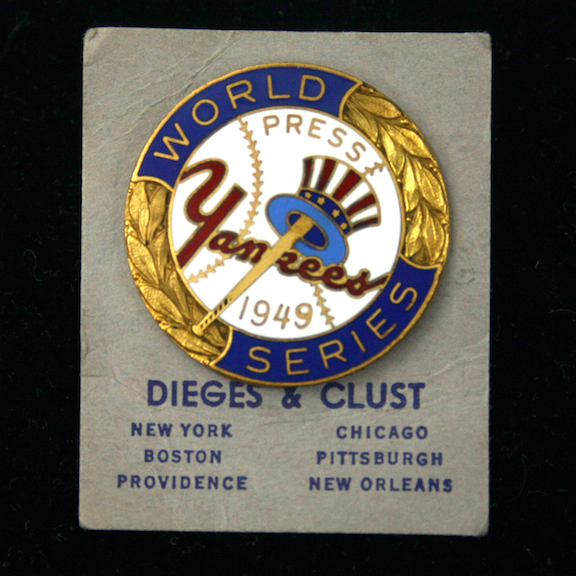 WORLD
PRESS
Yankees
1949
SERIES
DIEGES & CLUST
NEW YORK
BOSTON
PROVIDENCE
CHICAGO
PITTSBURGH
NEW ORLEANS